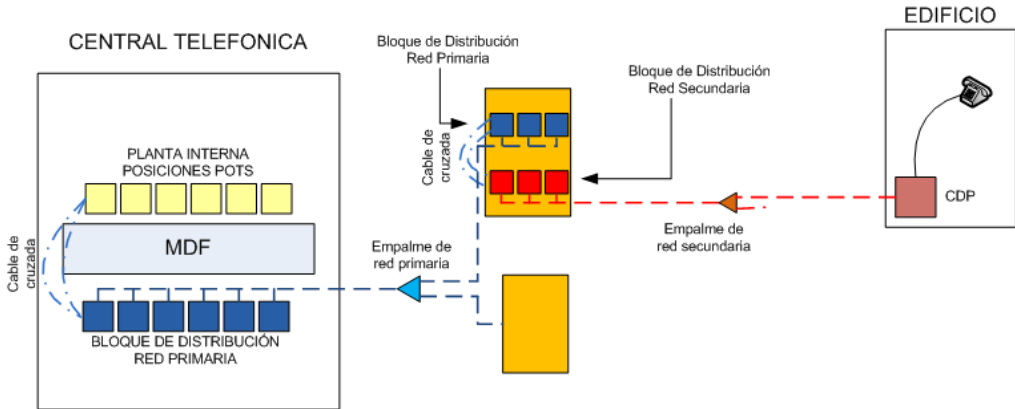 CENTRAL TELEFONICA
PLANTA INTERNA
POSICIONES POTS
MDF
Cable de
cruzada
BLOQUE DE DISTRIBUCIÓN
RED PRIMARIA
Empalme de
red primaria
Bloque de Distribución
Red Primaria
Cable de
cruzada
Bloque de Distribución
Red Secundaria
Empalme de
red secundaria
EDIFICIO
CDP